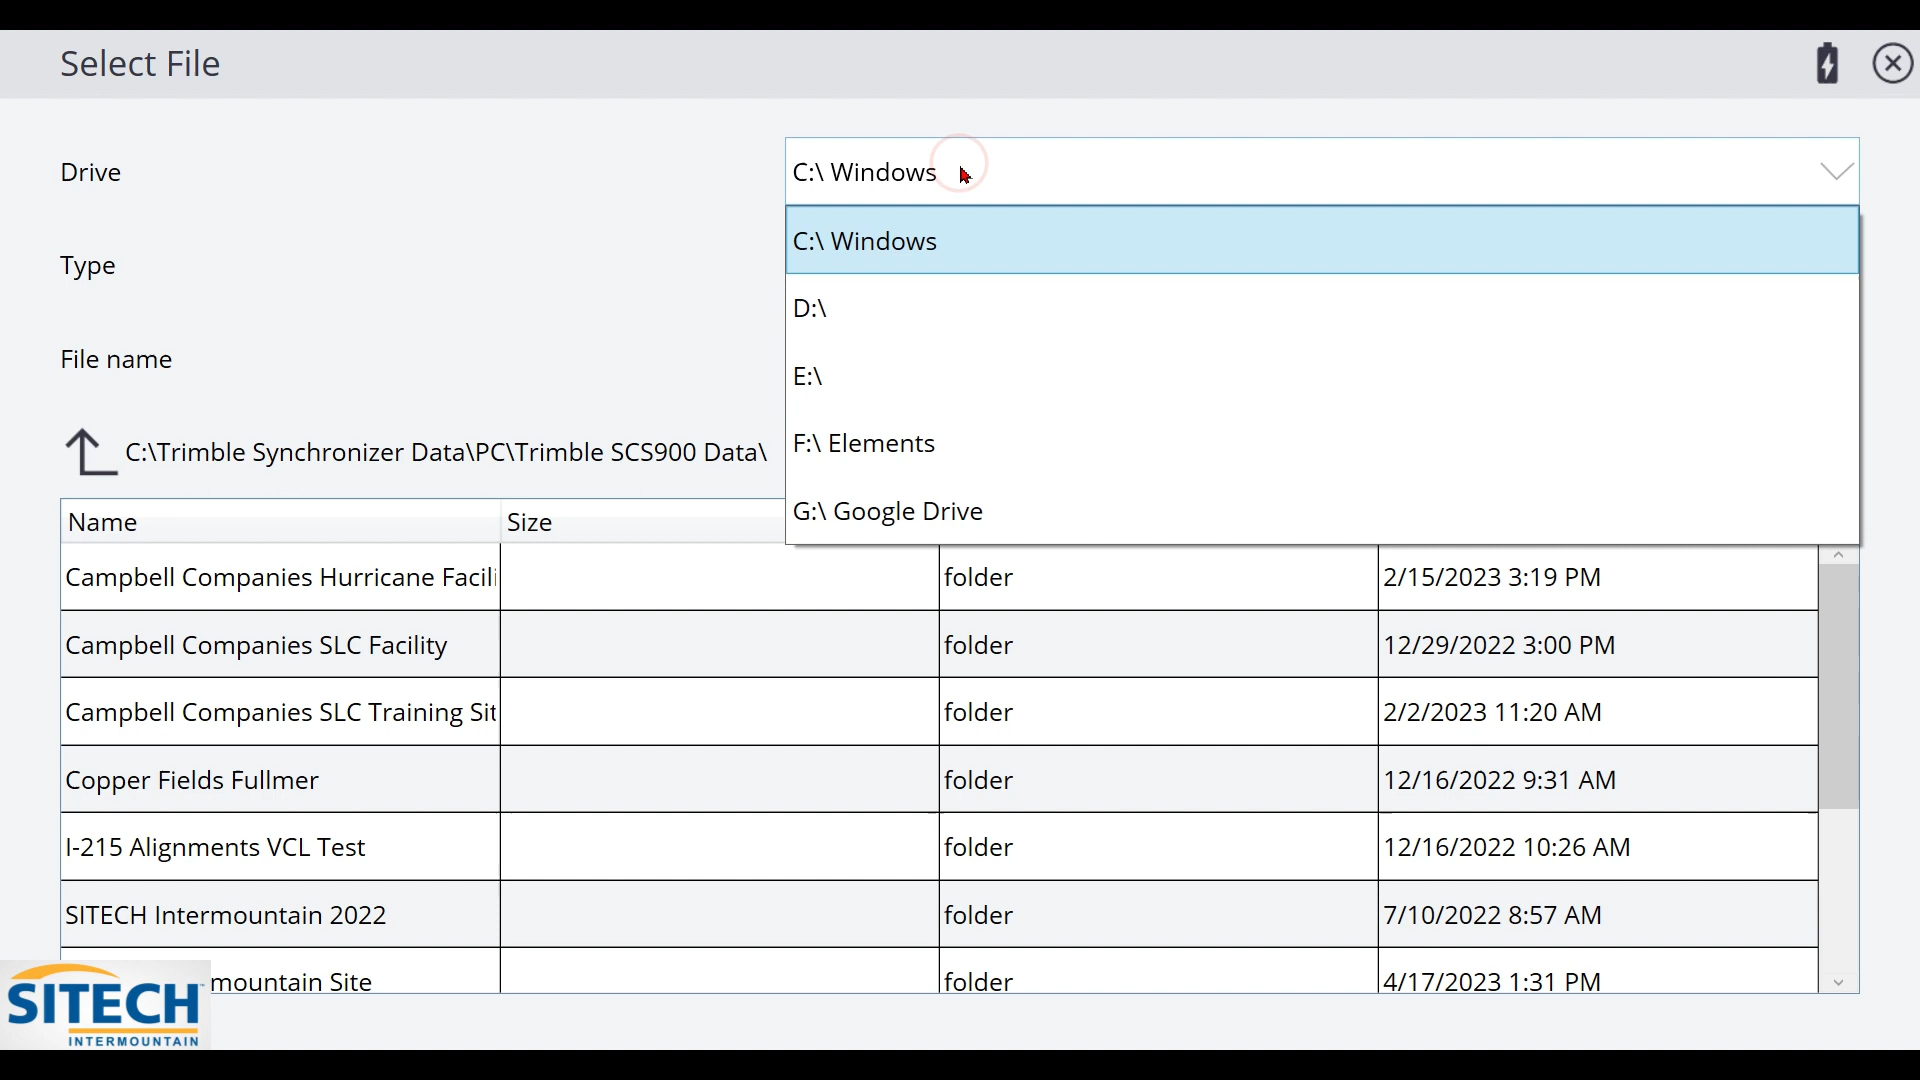 Select File
Drive
C:\ Windows
C:\ Windows
Type
D:\
File name
E:\
F:\ Elements
C:\Trimble Synchronizer Data\PC\Trimble SCS900 Data\
G:\ Google Drive
Name Size
Campbell Companies Hurricane Facili folder 2/15/2023 3:19 PM
Campbell Companies SLC Facility folder 12/29/2022 3:00 PM
Campbell Companies SLC Training Sit folder 2/2/2023 11:20 AM
Copper Fields Fullmer folder 12/16/2022 9:31 AM
I-215 Alignments VCL Test folder 12/16/2022 10:26 AM
SITECH Intermountain 2022 folder 7/10/2022 8:57 AM
mountain Site folder 4/17/2023 1:31 PM
SITECH
INTERMOUNTAIN